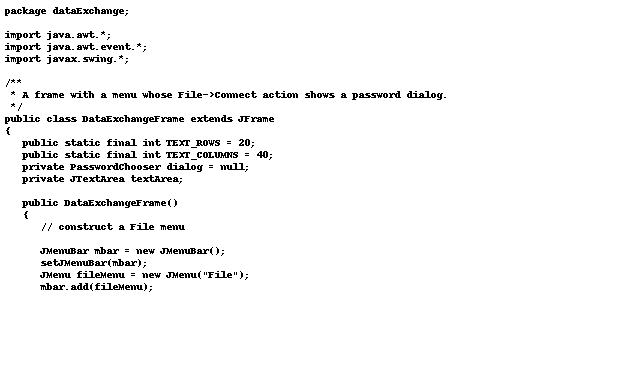 package dataExchange;
import java.awt.*;
import java.awt.event.*;
import javax.swing.*;
/**
 * A frame with a menu whose File->Connect action shows a password dialog.
 */
public class DataExchangeFrame extends JFrame
{
   public static final int TEXT_ROWS = 20;
   public static final int TEXT_COLUMNS = 40;
   private PasswordChooser dialog = null;
   private JTextArea textArea;
   public DataExchangeFrame()
   {
      // construct a File menu
      JMenuBar mbar = new JMenuBar();
      setJMenuBar(mbar);
      JMenu fileMenu = new JMenu("File");
      mbar.add(fileMenu);